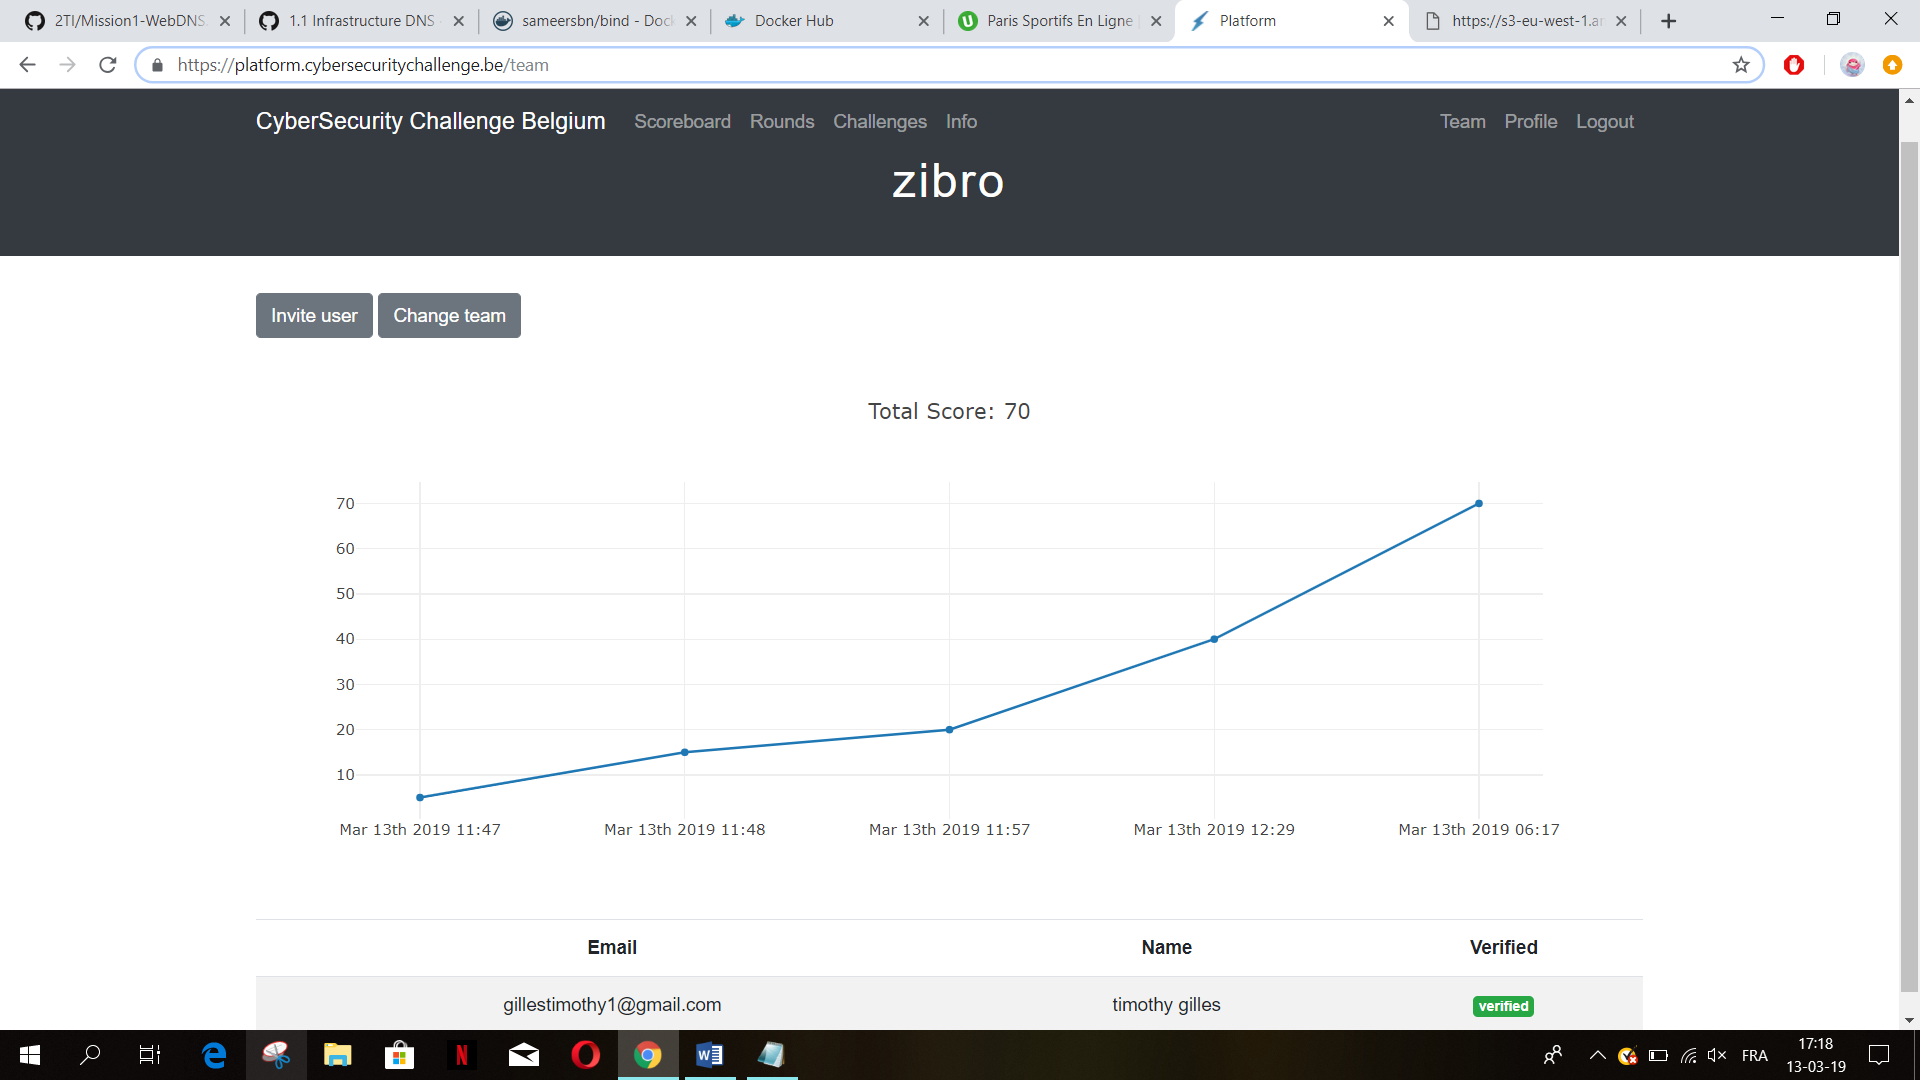 2TI/Mission1-WebDNS
1.1 Infrastructure DNS
sameersbn/bind - Dock
Docker Hub
Paris Sportifs En Ligne
Platform
https://s3-eu-west-1.am
https://platform.cybersecuritychallenge.be/team
CyberSecurity Challenge Belgium Scoreboard Rounds Challenges Info Team Profile Logout
zibro
Invite user Change team
Total Score: 70
70
60
50
40
30
20
10
Mar 13th 2019 11:47 Mar 13th 2019 11:48 Mar 13th 2019 11:57 Mar 13th 2019 12:29 Mar 13th 2019 06:17
Email Name Verified
gillestimothy1@gmail.com timothy gilles verified
FRA
17:18
13-03-19